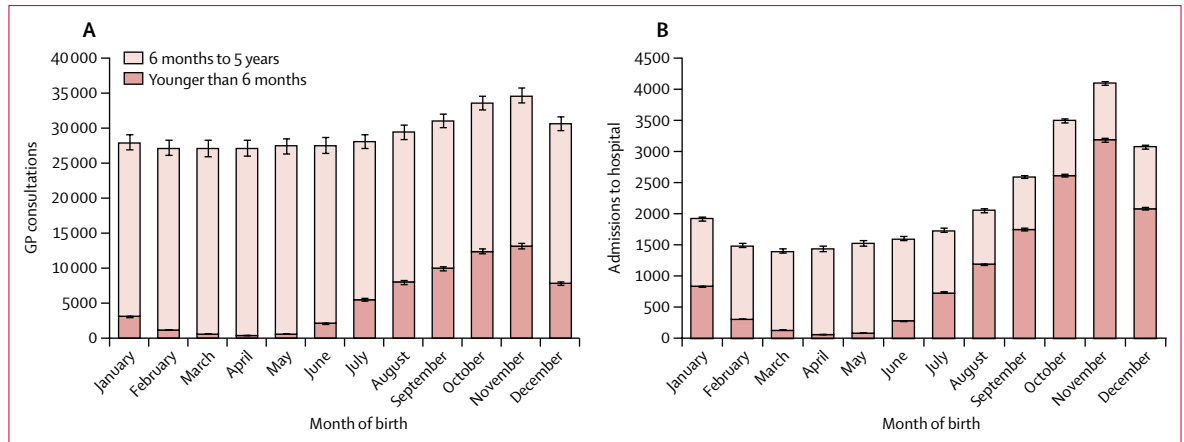 A
B
6 months to 5 years
Younger than 6 months
40 000
35 000
30 000
25 000
20 000
15 000
10 000
5000
0
GP consultations
January
February
March
April
May
June
July
August
September
October
November
December
Month of birth
4500
4000
3500
3000
2500
2000
1500
1000
500
0
Admissions to hospital
January
February
March
April
May
June
July
August
September
October
November
December
Month of birth